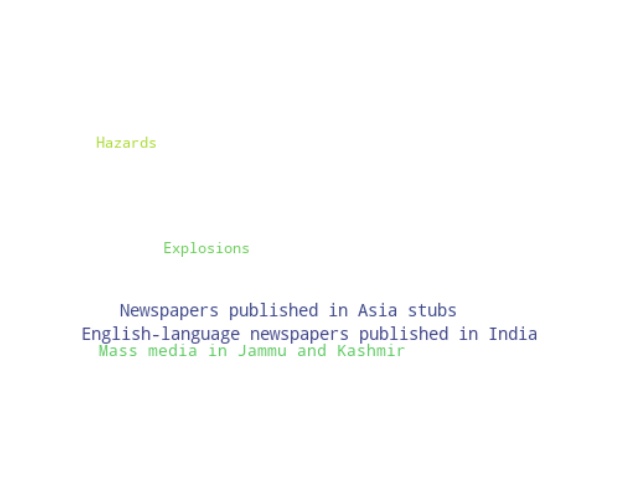 Hazards
Explosions
Newspapers published in Asia stubs
English-language newspapers published in India
Mass media in Jammu and Kashmir